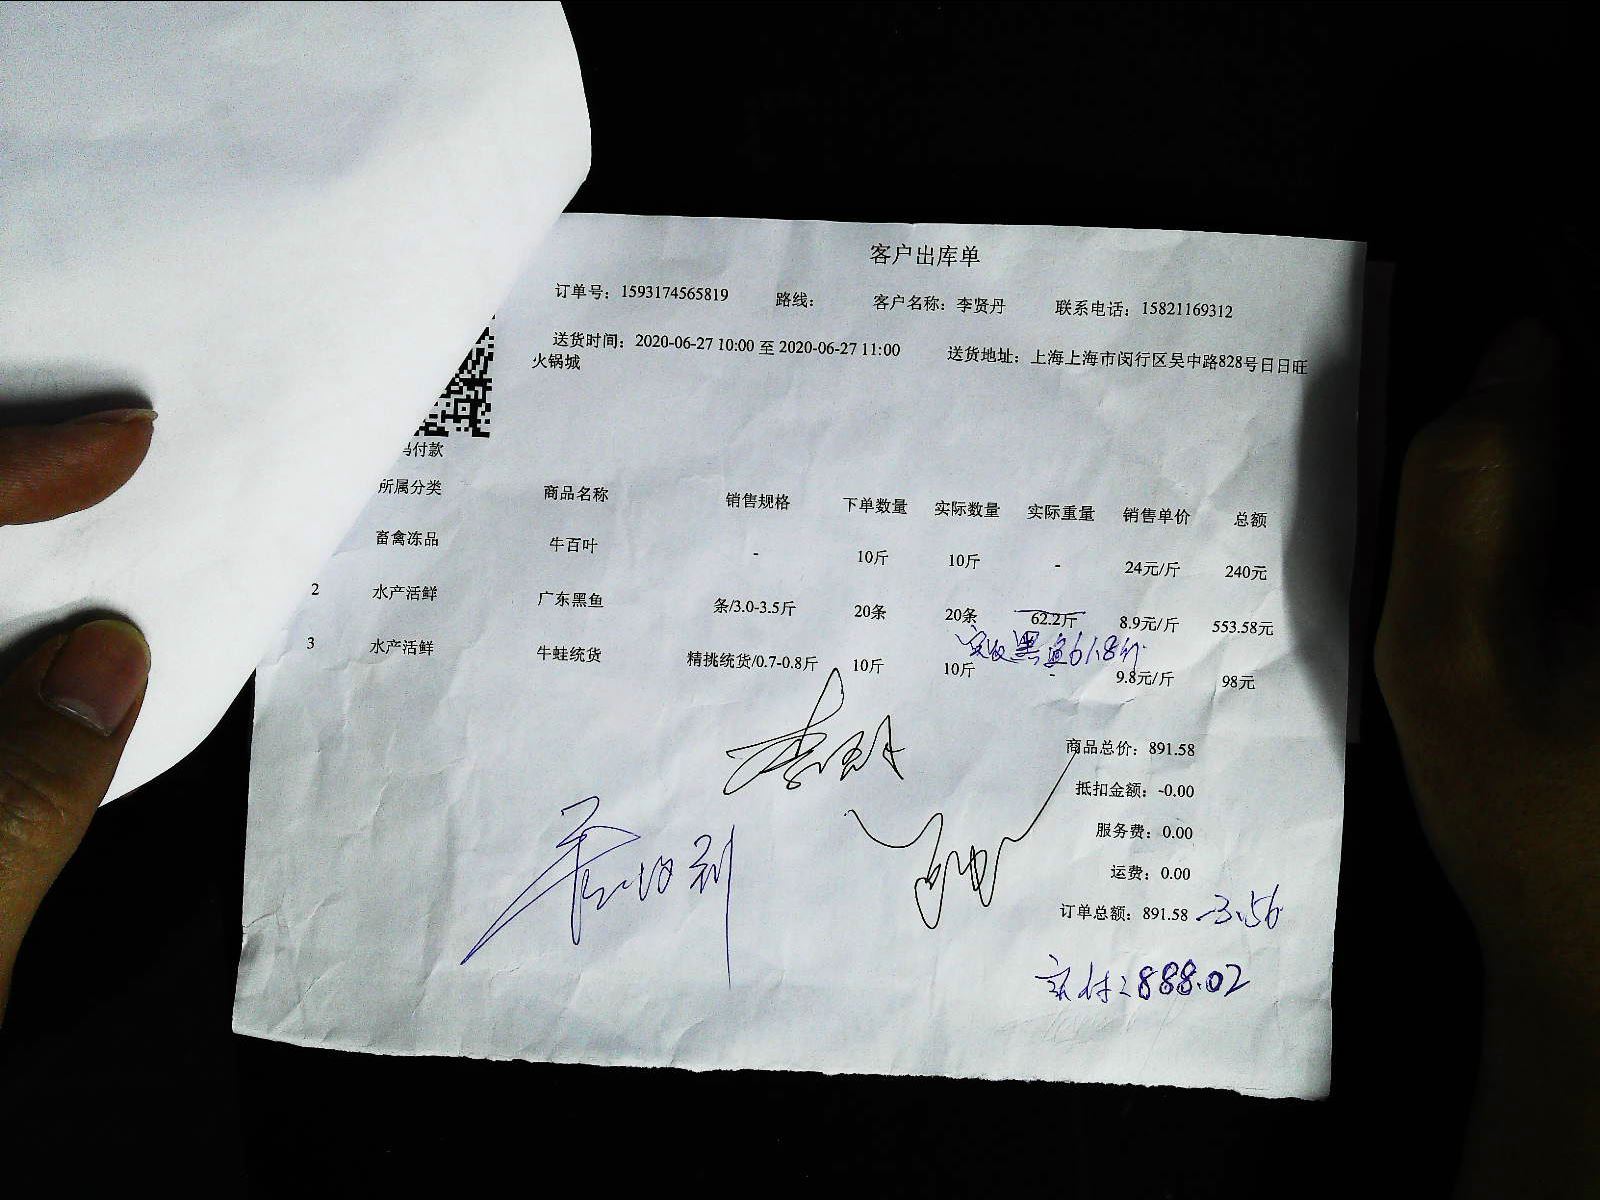 客户出库单
订单号：1593174565819 路线： 客户名称：李贤丹 联系电话：15821169312
送货时间：2020-06-27 10:00 至 2020-06-27 11:00 送货地址：上海上海市闵行区吴中路828号日日旺
火锅城
码付款
所属分类 商品名称 销售规格 下单数量 实际数量 实际重量 销售单价 总额
畜禽冻品 牛百叶 - 10斤 10斤 - 24元/斤 240元
2 水产活鲜 广东黑鱼 条/3.0-3.5斤 20条 20条 62.2斤 8.9元/斤 553.58元
实收黑鱼61.8斤
3 水产活鲜 牛蛙统货 精挑统货/0.7-0.8斤 10斤 10斤 - 9.8元/斤 98元
商品总价：891.58
抵扣金额：-0.00
服务费：0.00
运费：0.00
订单总额：891.58 -3.56
实付：888.02